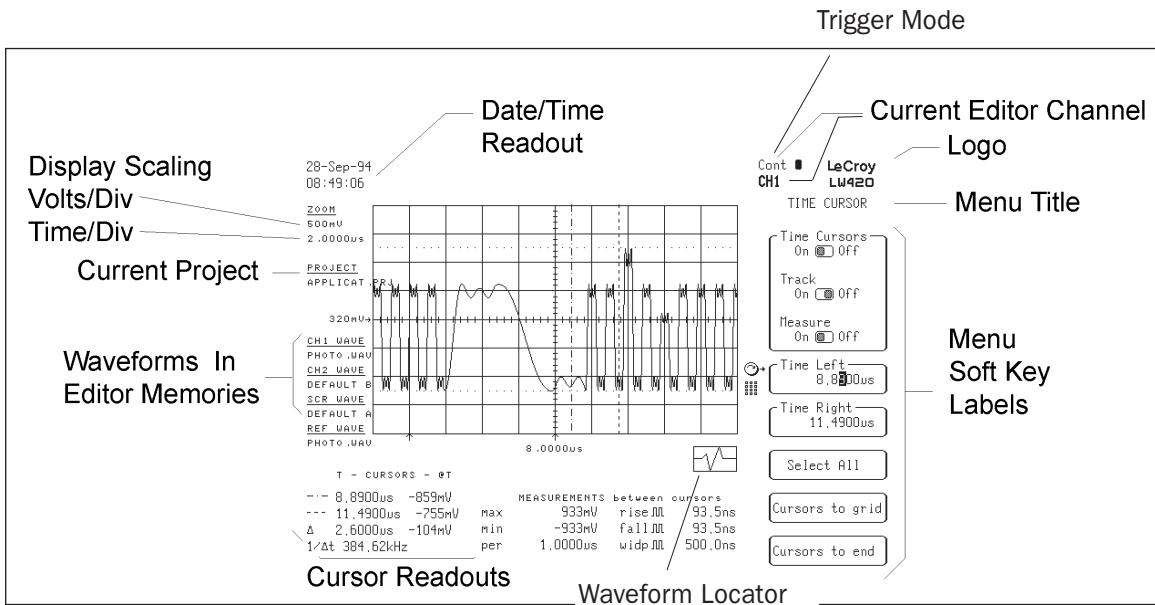 Trigger Mode
Date/Time
Readout
Current Editor Channel
Logo
Display Scaling
Volts/Div
Time/Div
Menu Title
Current Project
Waveforms In
Editor Memories
Menu
Soft Key
Labels
28-Sep-94
08:49:06
Cont
CH1
LeCroy
LW420
TIME CURSOR
ZOOM
500mV
2.0000us
PROJECT
APPLICAT.PRJ
320mV
CH1 WAVE
PHOTO.WAV
CH2 WAVE
DEFAULT B
SCR WAVE
DEFAULT A
REF WAVE
PHOTO.WAV
8.0000us
Time Cursors
On Off
Track
On Off
Measure
On Off
Time Left
8.8900us
Time Right
11.4900us
Select All
Cursors to grid
Cursors to end
T - CURSORS - @T
8.8900us -859mV
11.4900us -755mV
Δ 2.6000us -104mV
1/Δt 384.62kHz
MEASUREMENTS between cursors
max 933mV rise 93.5ns
min -933mV fall 93.5ns
per 1.0000us widp 500.0ns
Cursor Readouts
Waveform Locator